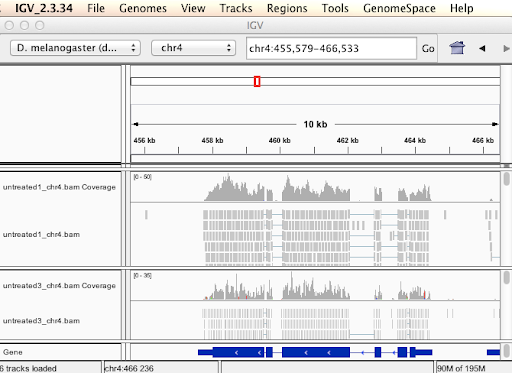 IGV_2.3.34 File Genomes View Tracks Regions Tools GenomeSpace Help
IGV
D. melanogaster (d... chr4 chr4:455,579-466,533 Go
10 kb
456 kb 458 kb 460 kb 462 kb 464 kb 466 kb
[0 - 50]
untreated1_chr4.bam Coverage
untreated1_chr4.bam
[0 - 35]
untreated3_chr4.bam Coverage
untreated3_chr4.bam
Gene
6 tracks loaded chr4:466 236 90M of 195M